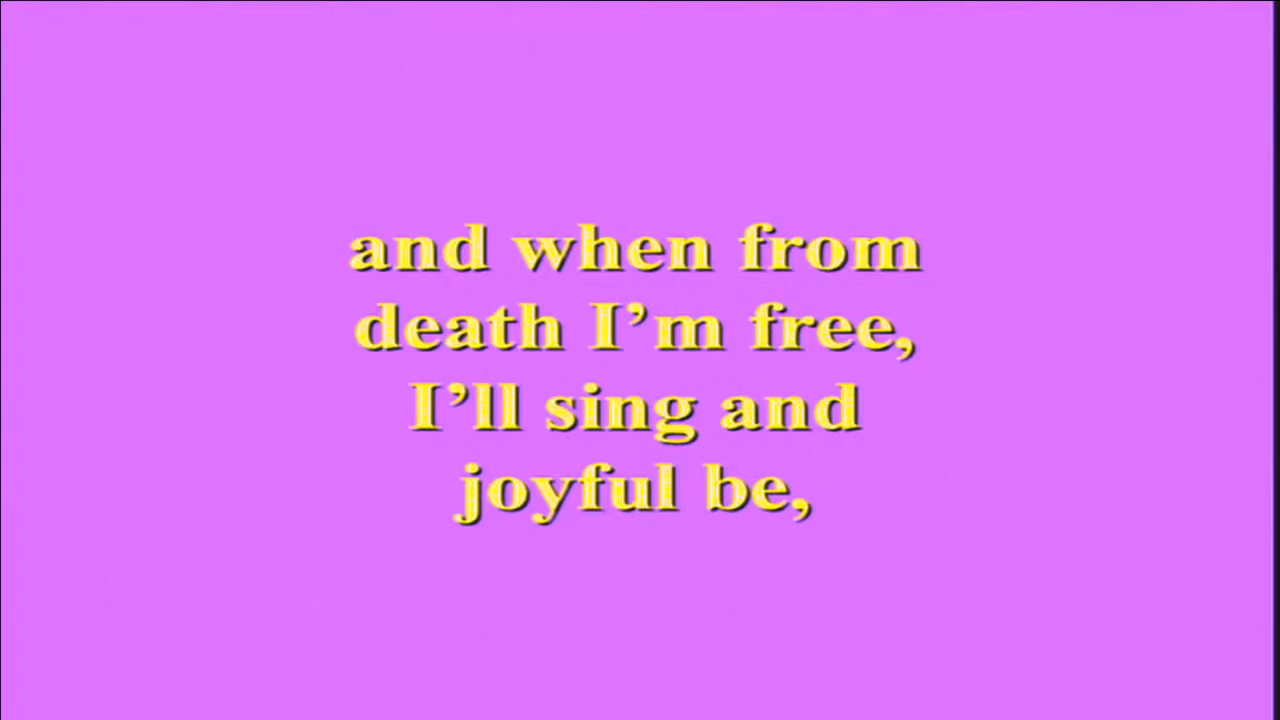 and when from
death I’m free,
I’ll sing and
joyful be,